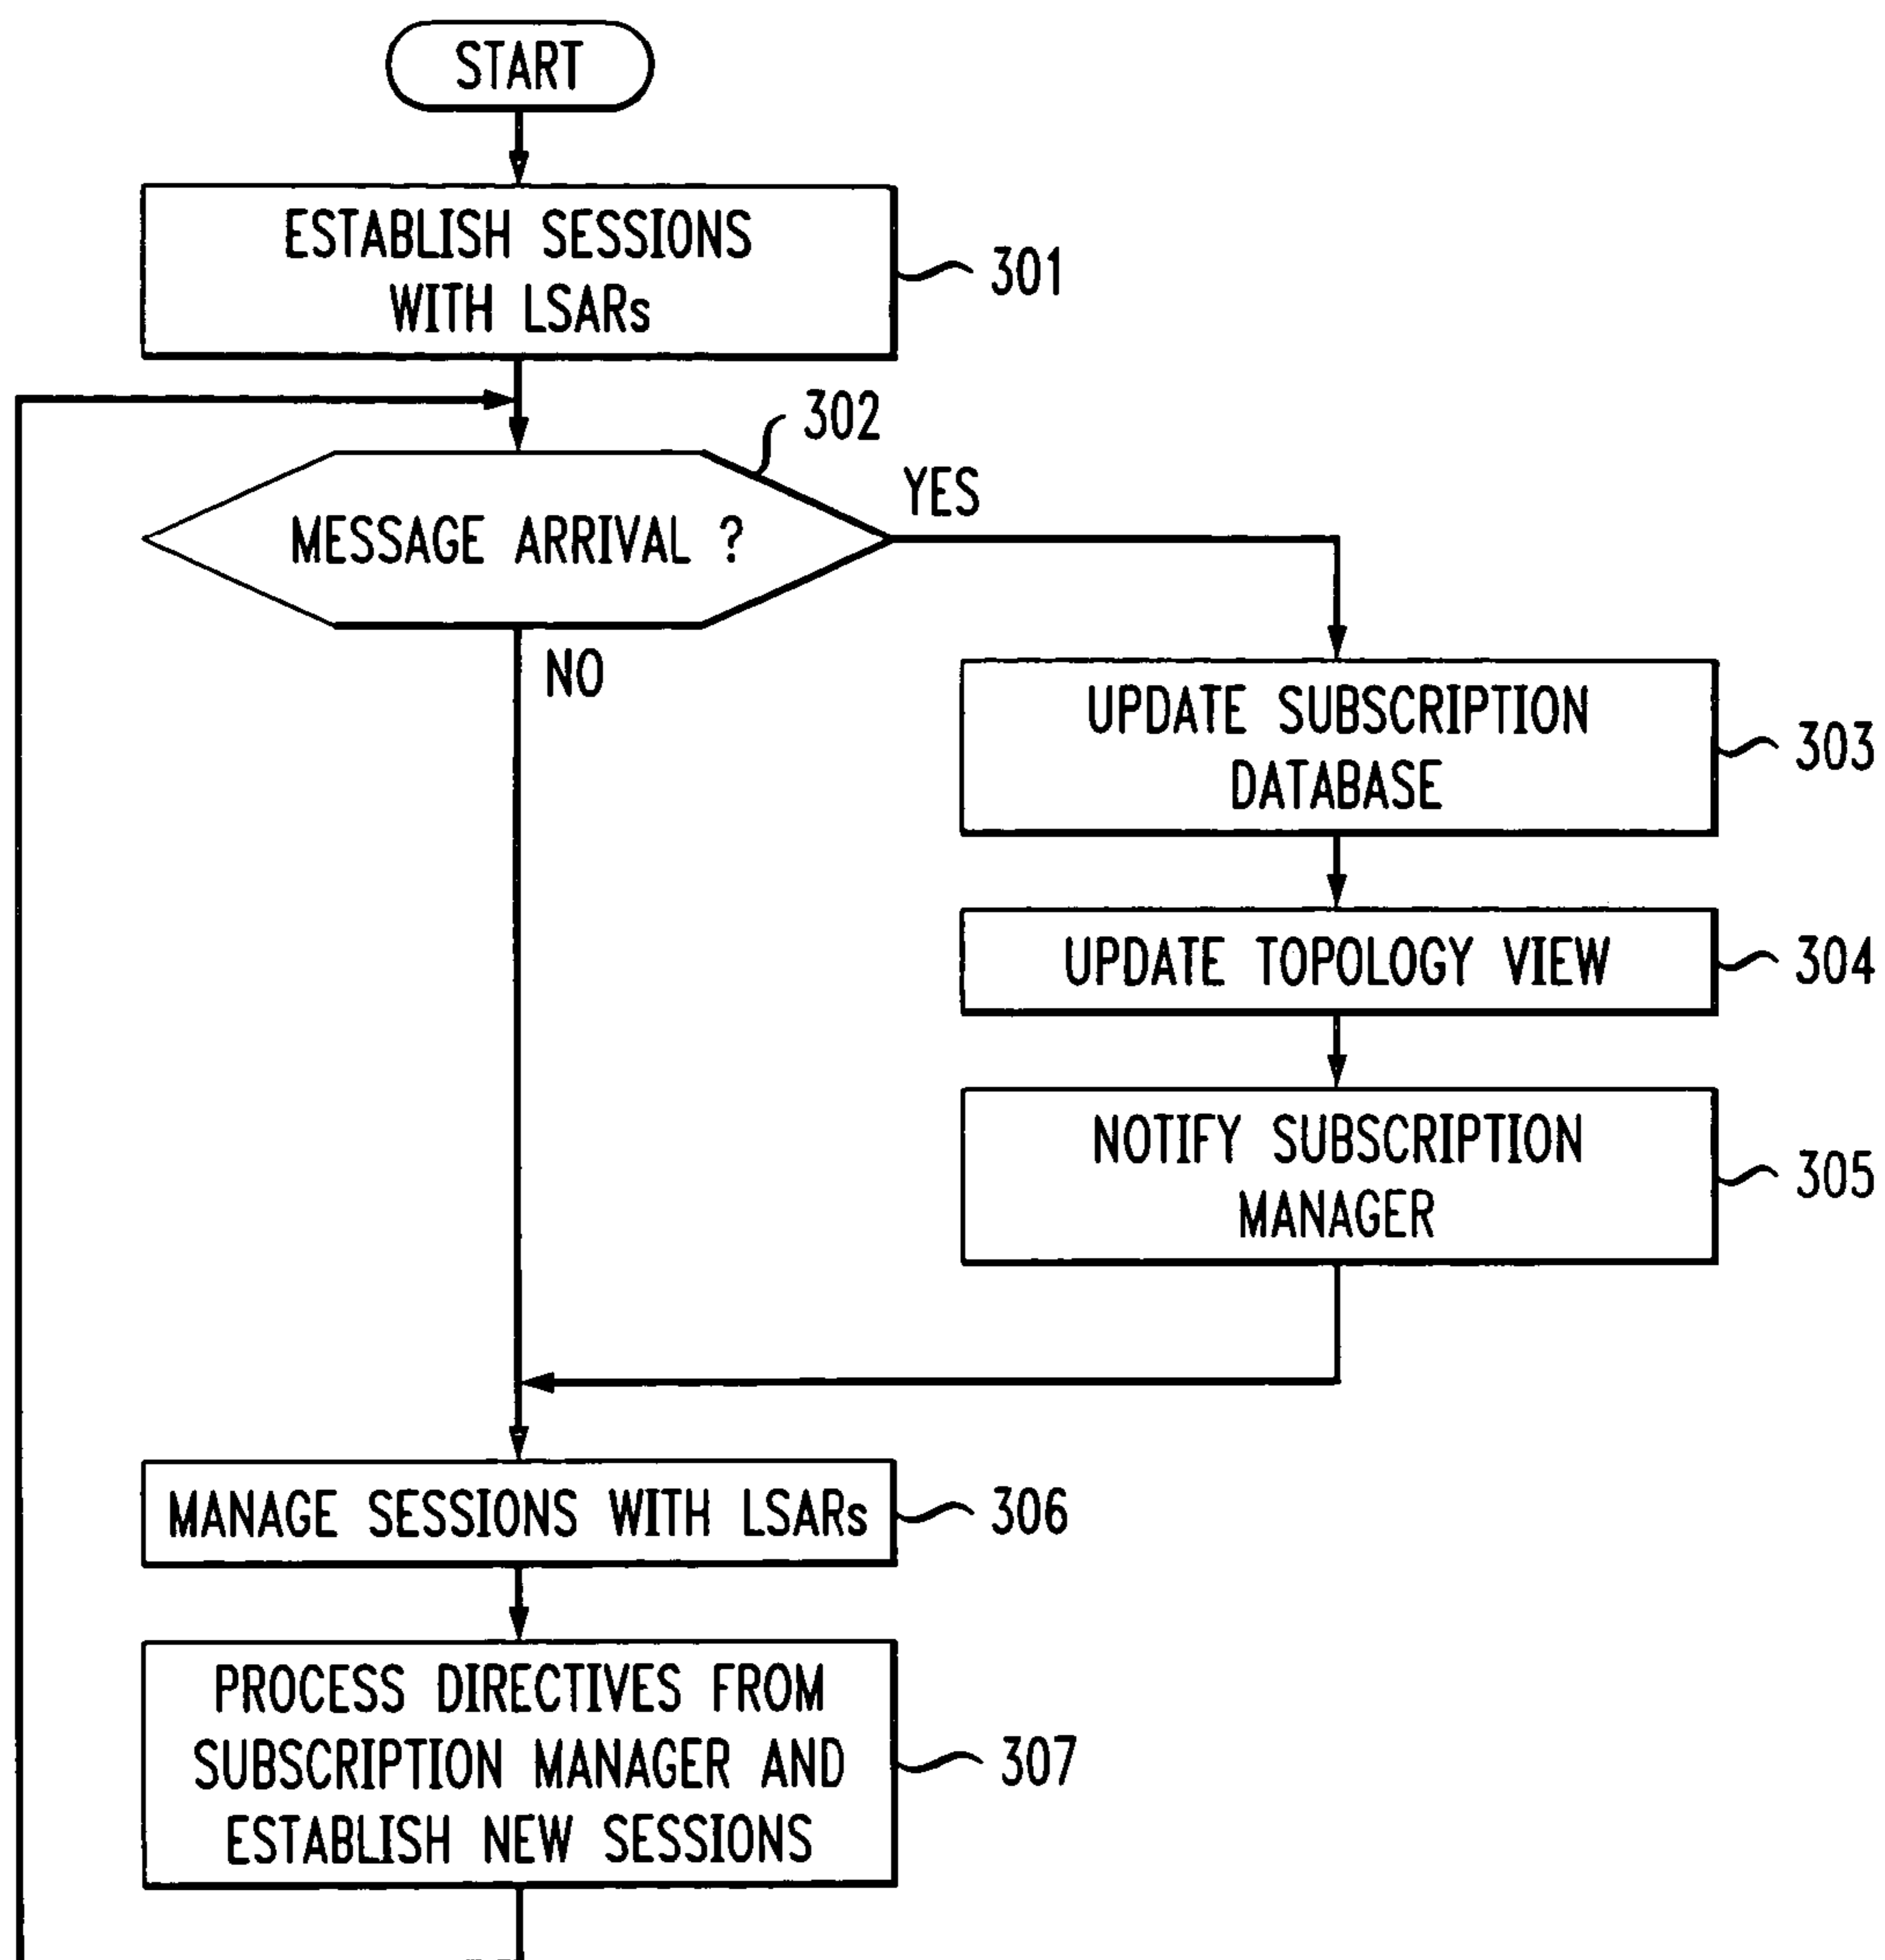 START
ESTABLISH SESSIONS
WITH LSARs
301
302
MESSAGE ARRIVAL ?
YES
NO
UPDATE SUBSCRIPTION
DATABASE
303
UPDATE TOPOLOGY VIEW
304
NOTIFY SUBSCRIPTION
MANAGER
305
MANAGE SESSIONS WITH LSARs
306
PROCESS DIRECTIVES FROM
SUBSCRIPTION MANAGER AND
ESTABLISH NEW SESSIONS
307